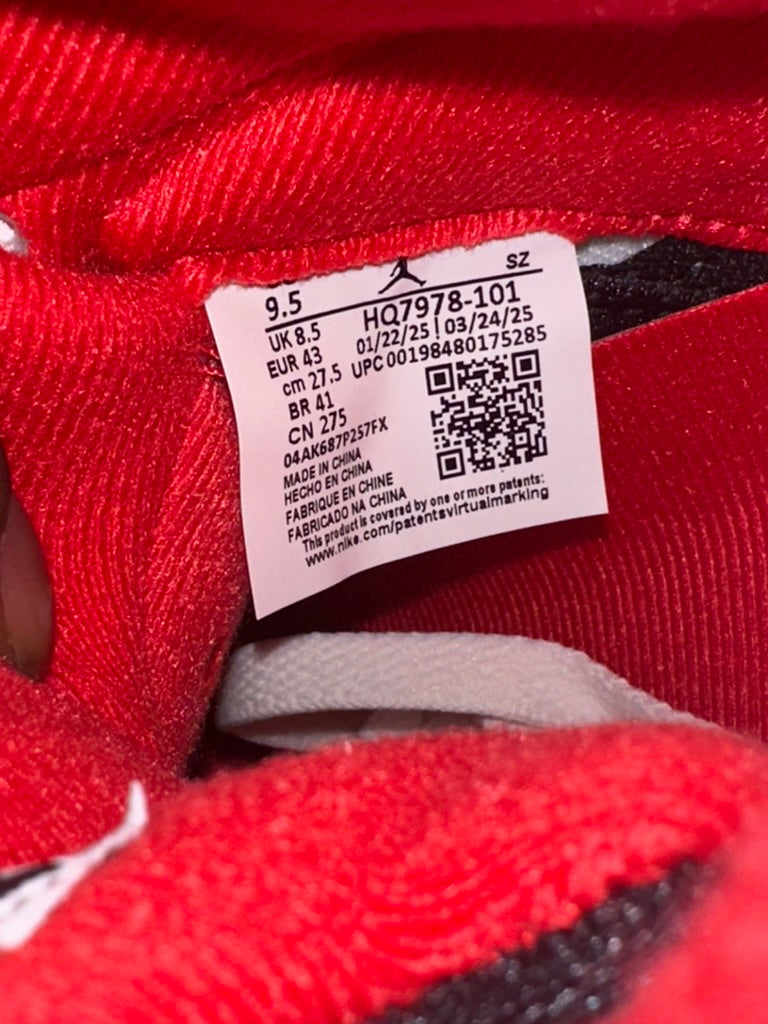 SZ
9.5
UK 8.5
EUR 43
cm 27.5
BR 41
CN 275
HQ7978-101
01/22/25 | 03/24/25
UPC 00198480175285
04AK687P257FX
MADE IN CHINA
HECHO EN CHINA
FABRIQUE EN CHINE
FABRICADO NA CHINA
This product is covered by one or more patents:
www.nike.com/patentsvirtualmarking